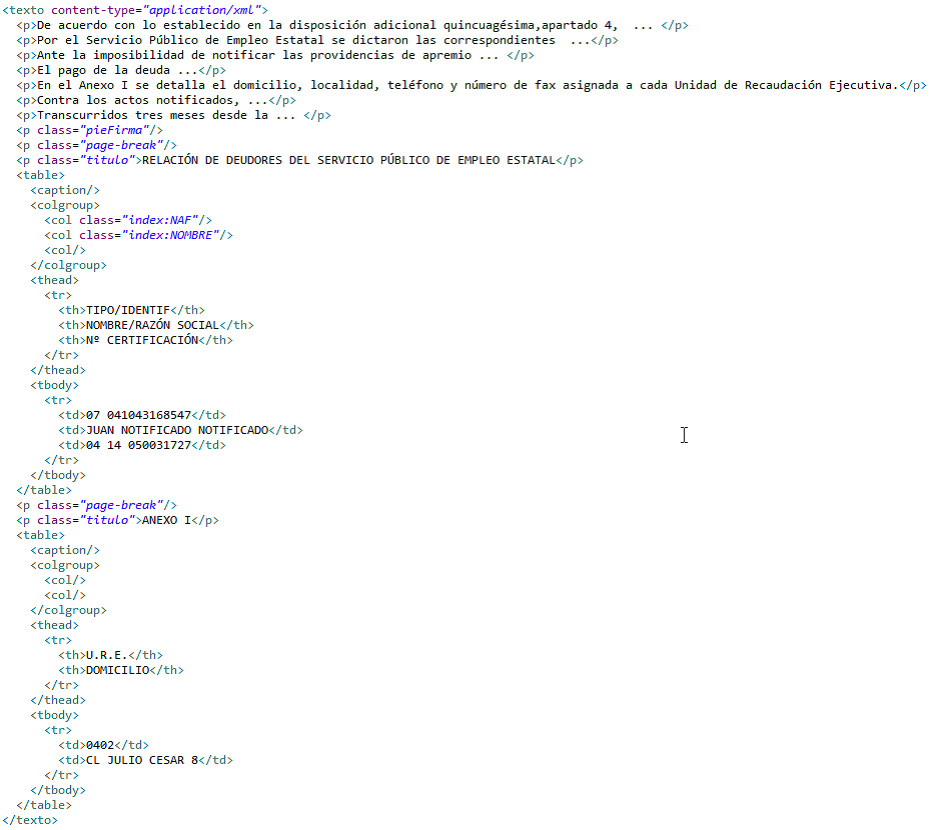 <texto content-type="application/xml">
<p>De acuerdo con lo establecido en la disposición adicional quincuagésima,apartado 4,  ... </p>
<p>Por el Servicio Público de Empleo Estatal se dictaron las correspondientes  ...</p>
<p>Ante la imposibilidad de notificar las providencias de apremio ... </p>
<p>El pago de la deuda ...</p>
<p>En el Anexo I se detalla el domicilio, localidad, teléfono y número de fax asignada a cada Unidad de Recaudación Ejecutiva.</p>
<p>Contra los actos notificados, ...</p>
<p>Transcurridos tres meses desde la ... </p>
<p class="pieFirma"/>
<p class="page-break"/>
<p class="titulo">RELACIÓN DE DEUDORES DEL SERVICIO PÚBLICO DE EMPLEO ESTATAL</p>
<table>
<caption/>
<colgroup>
<col class="index:NAF"/>
<col class="index:NOMBRE"/>
<col/>
</colgroup>
<thead>
<tr>
<th>TIPO/IDENTIF</th>
<th>NOMBRE/RAZÓN SOCIAL</th>
<th>Nº CERTIFICACIÓN</th>
</tr>
</thead>
<tbody>
<tr>
<td>07 041043168547</td>
<td>JUAN NOTIFICADO NOTIFICADO</td>
<td>04 14 050031727</td>
</tr>
</tbody>
</table>
<p class="page-break"/>
<p class="titulo">ANEXO I</p>
<table>
<caption/>
<colgroup>
<col/>
<col/>
</colgroup>
<thead>
<tr>
<th>U.R.E.</th>
<th>DOMICILIO</th>
</tr>
</thead>
<tbody>
<tr>
<td>0402</td>
<td>CL JULIO CESAR 8</td>
</tr>
</tbody>
</table>
</texto>